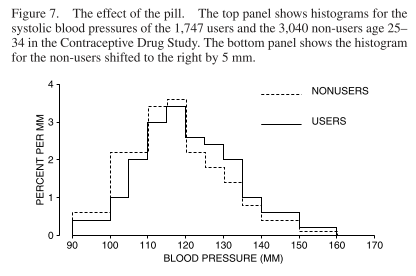 Figure 7. The effect of the pill. The top panel shows histograms for the
systolic blood pressures of the 1,747 users and the 3,040 non-users age 25–
34 in the Contraceptive Drug Study. The bottom panel shows the histogram
for the non-users shifted to the right by 5 mm.
4
NONUSERS
3
USERS
PERCENT PER MM
2
1
0
90 100 110 120 130 140 150 160 170
BLOOD PRESSURE (MM)